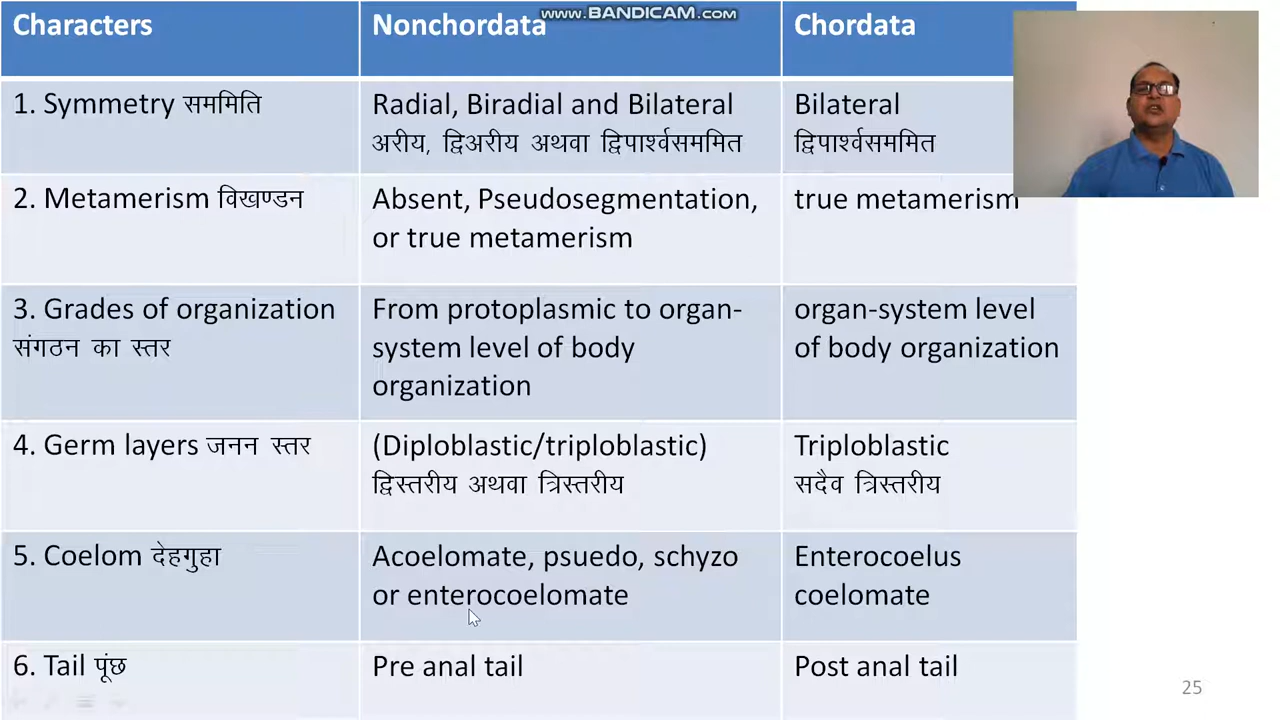 www.BANDICAM.com
Characters
Nonchordata
Chordata
1. Symmetry सममिति
Radial, Biradial and Bilateral
अरीय, द्विअरीय अथवा द्विपार्श्वसममित
Bilateral
द्विपार्श्वसममित
2. Metamerism विखण्डन
Absent, Pseudosegmentation,
or true metamerism
true metamerism
3. Grades of organization
संगठन का स्तर
From protoplasmic to organ-
system level of body
organization
organ-system level
of body organization
4. Germ layers जनन स्तर
(Diploblastic/triploblastic)
द्विस्तरीय अथवा त्रिस्तरीय
Triploblastic
सदैव त्रिस्तरीय
5. Coelom देहगुहा
Acoelomate, psuedo, schyzo
or enterocoelomate
Enterocoelus
coelomate
6. Tail पूंछ
Pre anal tail
Post anal tail
25